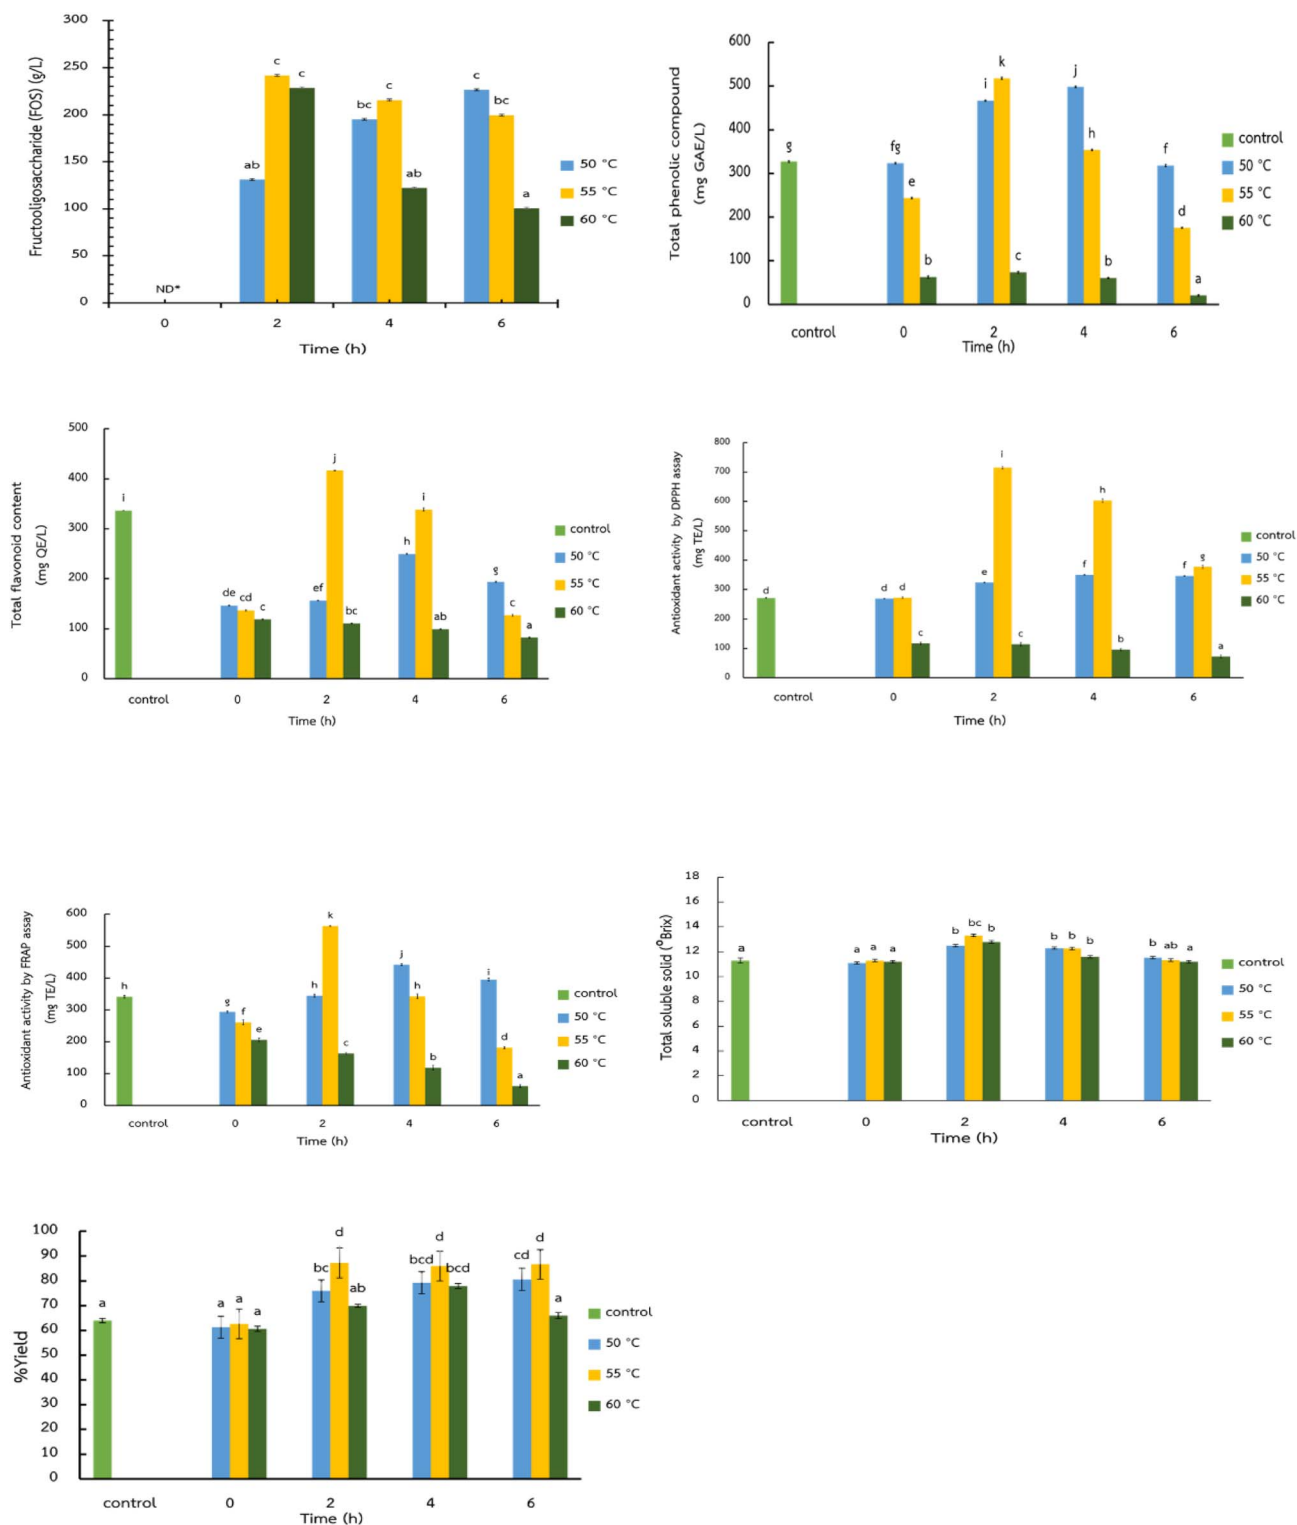 Fructooligosaccharide (FOS) (g/L)
300
250
200
150
100
50
0
ND*
ab
c
c
bc
c
ab
c
bc
a
0
2
4
6
Time (h)
50 °C
55 °C
60 °C
Total phenolic compound
(mg GAE/L)
600
500
400
300
200
100
0
g
fg
e
b
i
k
c
j
h
b
f
d
a
control
0
2
4
6
Time (h)
control
50 °C
55 °C
60 °C
Total flavonoid content
(mg QE/L)
500
400
300
200
150
100
50
0
i
de
cd
c
ef
j
bc
h
i
ab
g
c
a
control
0
2
4
6
Time (h)
control
50 °C
55 °C
60 °C
Antioxidant activity by DPPH assay
(mg TE/L)
800
700
600
500
400
300
200
100
0
d
d
d
c
e
i
c
f
h
b
f
g
a
control
0
2
4
6
Time (h)
control
50 °C
55 °C
60 °C
Antioxidant activity by FRAP assay
(mg TE/L)
600
500
400
300
200
100
0
h
g
f
e
h
k
c
j
h
b
i
d
a
control
0
2
4
6
Time (h)
control
50 °C
55 °C
60 °C
Total soluble solid (°Brix)
18
16
14
12
10
8
6
4
2
0
a
a
a
a
b
bc
b
b
b
b
b
ab
a
control
0
2
4
6
Time (h)
control
50 °C
55 °C
60 °C
%Yield
100
90
80
70
60
50
40
30
20
10
0
a
a
a
a
bc
d
ab
bcd
d
bcd
cd
d
a
control
0
2
4
6
Time (h)
control
50 °C
55 °C
60 °C